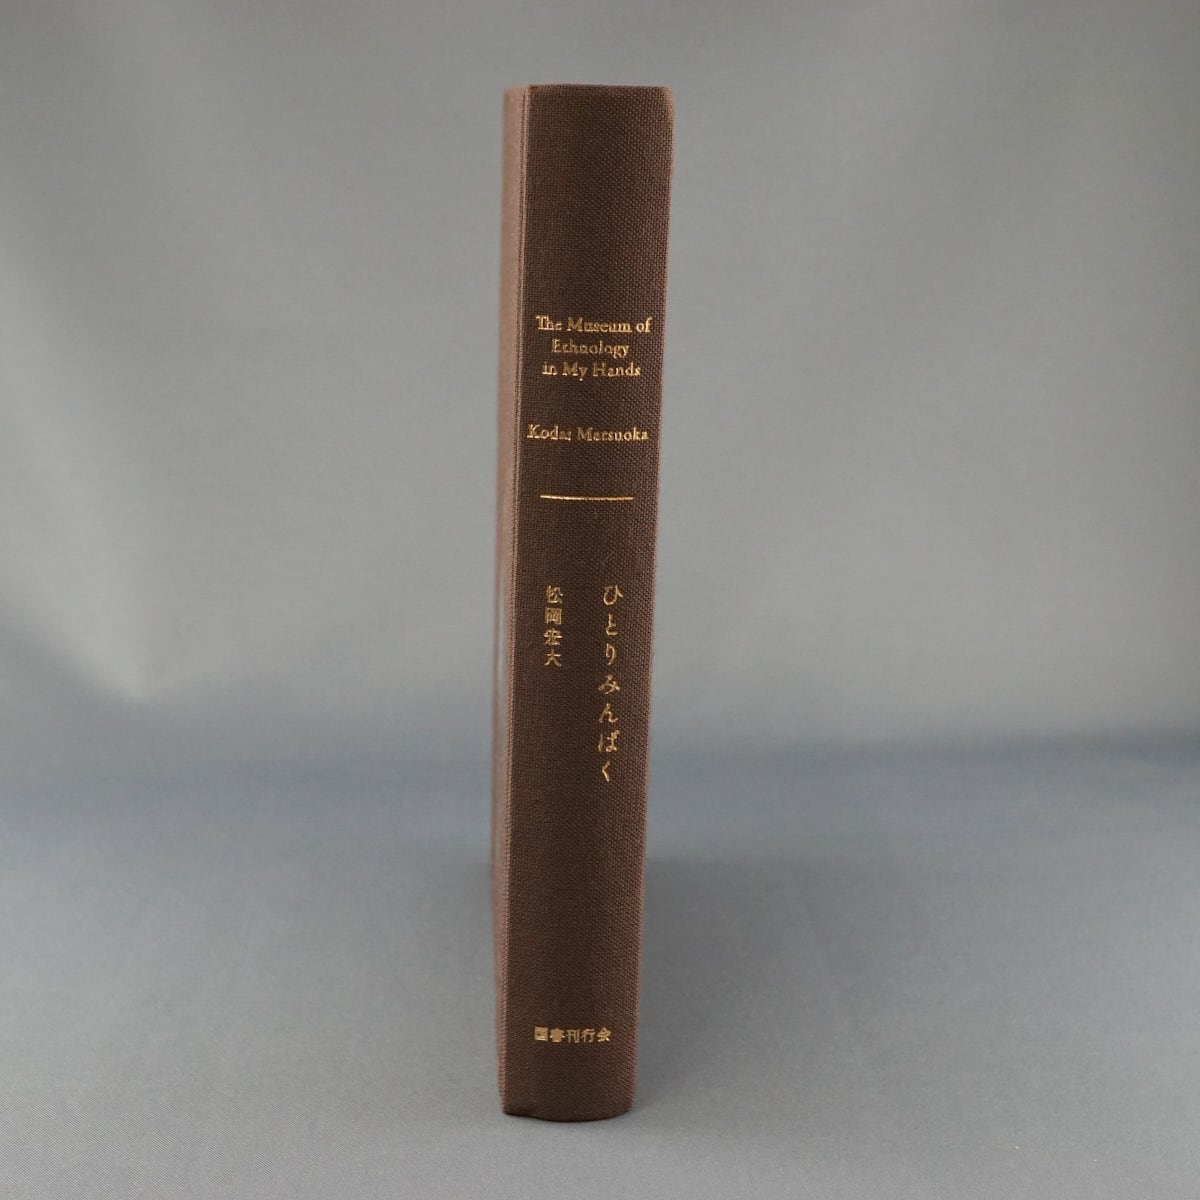 The Museum of
Ethnology
in My Hands
Kodai Matsuoka
ひとりみんぱく
松岡宏大
国書刊行会